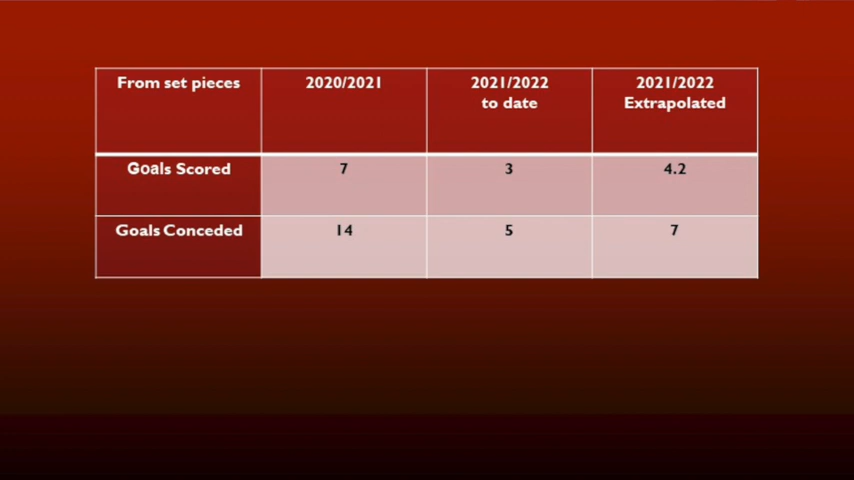 From set pieces 2020/2021 2021/2022 2021/2022
to date Extrapolated
Goals Scored 7 3 4.2
Goals Conceded 14 5 7